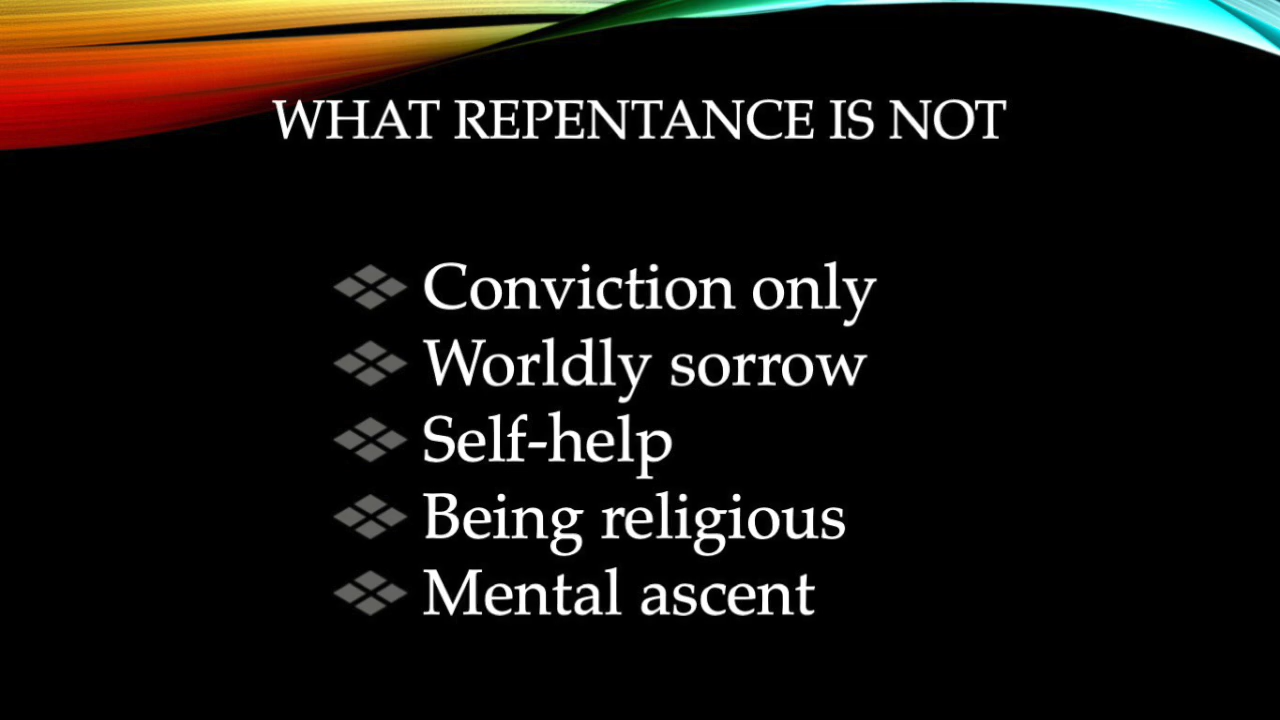 WHAT REPENTANCE IS NOT
Conviction only
Worldly sorrow
Self-help
Being religious
Mental ascent